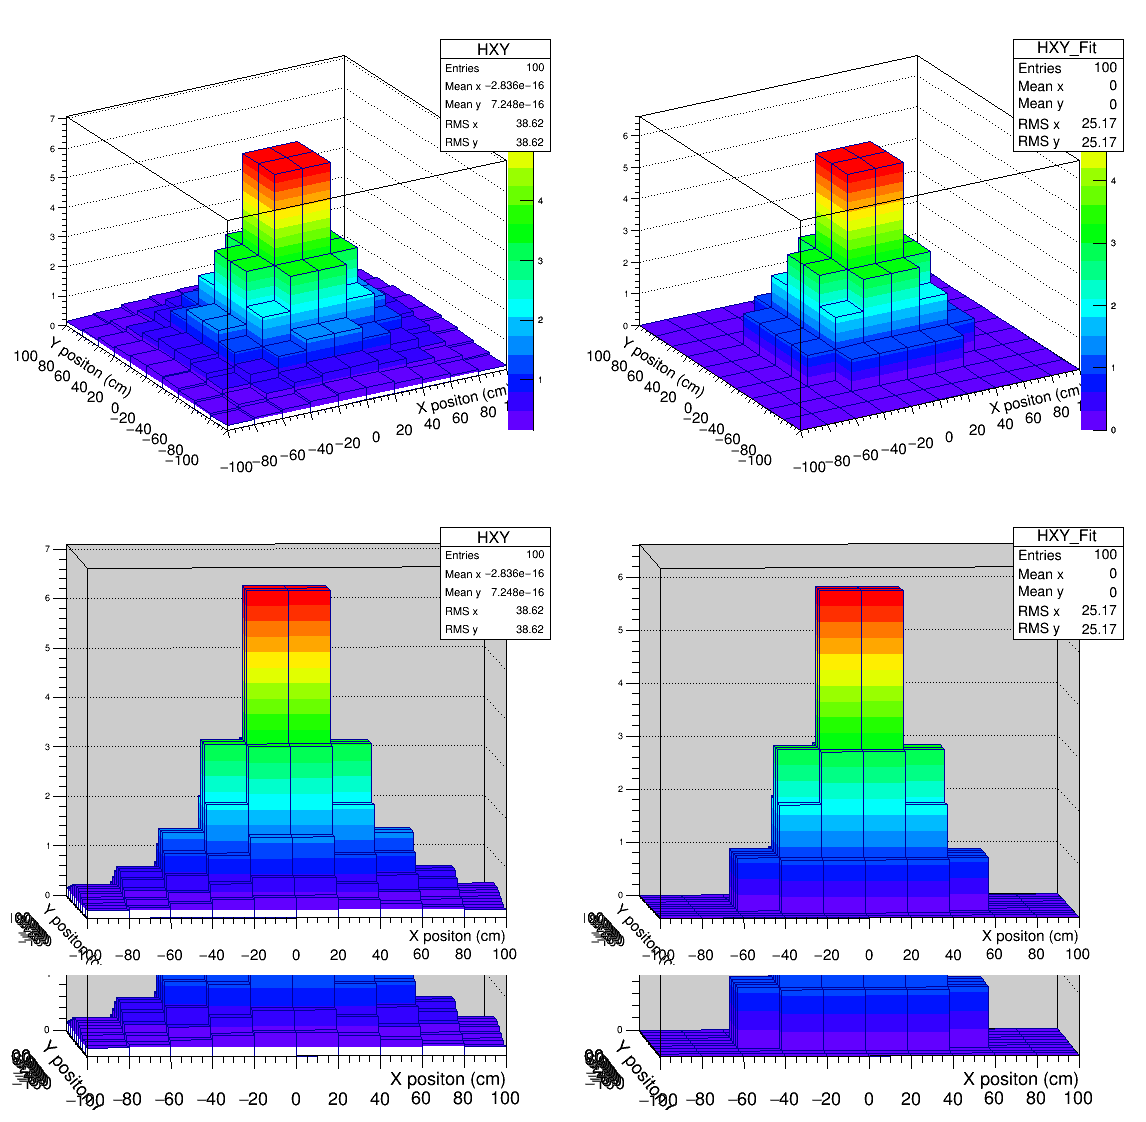 HXY
Entries 100
Mean x −2.836e−16
Mean y 7.248e−16
RMS x 38.62
RMS y 38.62
7
6
5
4
3
2
1
0
4
3
2
1
Y positon (cm)
100 80 60 40 20 0 −20 −40 −60 −80 −100
X positon (cm)
−100 −80 −60 −40 −20 0 20 40 60 80
HXY_Fit
Entries 100
Mean x 0
Mean y 0
RMS x 25.17
RMS y 25.17
6
5
4
3
2
1
0
4
3
2
1
0
Y positon (cm)
100 80 60 40 20 0 −20 −40 −60 −80 −100
X positon (cm)
−100 −80 −60 −40 −20 0 20 40 60 80
HXY
Entries 100
Mean x −2.836e−16
Mean y 7.248e−16
RMS x 38.62
RMS y 38.62
7
6
5
4
3
2
1
0
Y positon
X positon (cm)
−100 −80 −60 −40 −20 0 20 40 60 80 100
HXY_Fit
Entries 100
Mean x 0
Mean y 0
RMS x 25.17
RMS y 25.17
6
5
4
3
2
1
0
Y positon
X positon (cm)
−100 −80 −60 −40 −20 0 20 40 60 80 100
0
Y positon
X positon (cm)
−100 −80 −60 −40 −20 0 20 40 60 80 100
0
Y positon
X positon (cm)
−100 −80 −60 −40 −20 0 20 40 60 80 100